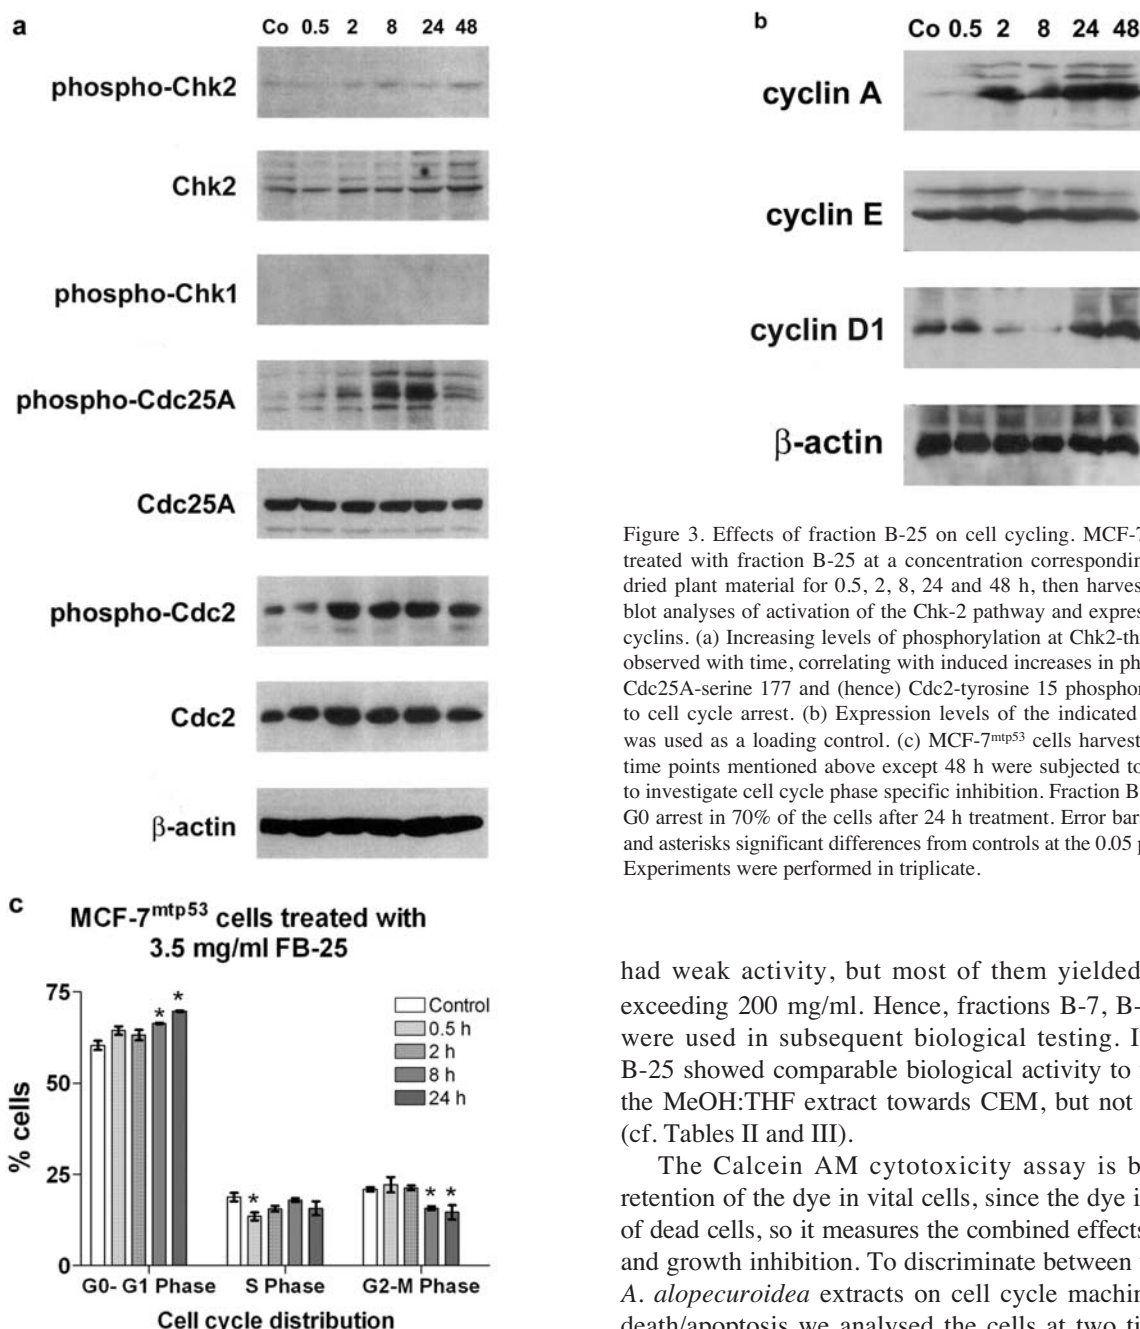 a
Co 0.5 2 8 24 48
phospho-Chk2
Chk2
phospho-Chk1
phospho-Cdc25A
Cdc25A
phospho-Cdc2
Cdc2
β-actin
b
Co 0.5 2 8 24 48
cyclin A
cyclin E
cyclin D1
β-actin
Figure 3. Effects of fraction B-25 on cell cycling. MCF-7
treated with fraction B-25 at a concentration correspondin
dried plant material for 0.5, 2, 8, 24 and 48 h, then harves
blot analyses of activation of the Chk-2 pathway and expres
cyclins. (a) Increasing levels of phosphorylation at Chk2-th
observed with time, correlating with induced increases in ph
Cdc25A-serine 177 and (hence) Cdc2-tyrosine 15 phosphor
to cell cycle arrest. (b) Expression levels of the indicated
was used as a loading control. (c) MCF-7mtp53 cells harvest
time points mentioned above except 48 h were subjected to
to investigate cell cycle phase specific inhibition. Fraction B
G0 arrest in 70% of the cells after 24 h treatment. Error bar
and asterisks significant differences from controls at the 0.05 p
Experiments were performed in triplicate.
c
MCF-7mtp53 cells treated with
3.5 mg/ml FB-25
75
50
25
0
% cells
* *
*
* *
Control
0.5 h
2 h
8 h
24 h
G0- G1 Phase S Phase G2-M Phase
Cell cycle distribution
had weak activity, but most of them yielded
exceeding 200 mg/ml. Hence, fractions B-7, B-
were used in subsequent biological testing. I
B-25 showed comparable biological activity to
the MeOH:THF extract towards CEM, but not
(cf. Tables II and III).
The Calcein AM cytotoxicity assay is b
retention of the dye in vital cells, since the dye i
of dead cells, so it measures the combined effects
and growth inhibition. To discriminate between
A. alopecuroidea extracts on cell cycle machin
death/apoptosis we analysed the cells at two ti